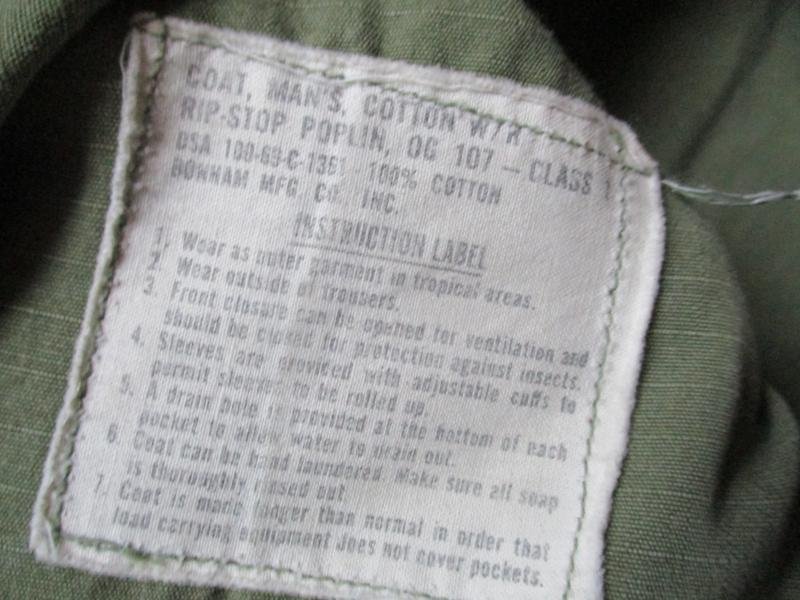 COAT, MAN'S, COTTON W/R
RIP-STOP POPLIN, OG 107 – CLASS
DSA 100-69-C-1361 100% COTTON
BONHAM MFG. CO. INC.
INSTRUCTION LABEL
1. Wear as outer garment in tropical areas.
2. Wear outside of trousers.
3. Front closure can be opened for ventilation and
should be closed for protection against insects.
4. Sleeves are provided with adjustable cuffs to
permit sleeves to be rolled up.
5. A drain hole is provided at the bottom of each
pocket to allow water to drain out.
6. Coat can be hand laundered. Make sure all soap
is thoroughly rinsed out
7. Coat is made longer than normal in order that
load carrying equipment does not cover pockets.